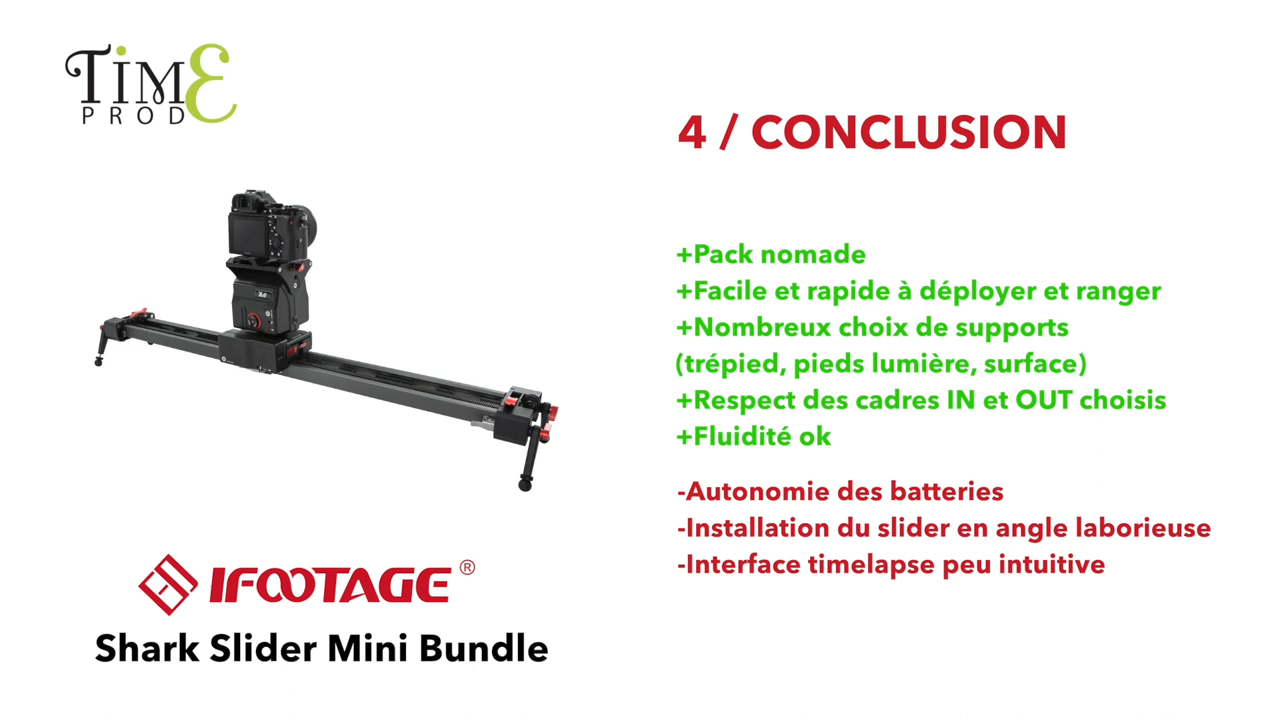 TimE
PROD
4 / CONCLUSION
+Pack nomade
+Facile et rapide à déployer et ranger
+Nombreux choix de supports
(trépied, pieds lumière, surface)
+Respect des cadres IN et OUT choisis
+Fluidité ok
-Autonomie des batteries
-Installation du slider en angle laborieuse
-Interface timelapse peu intuitive
IFOOTAGE®
Shark Slider Mini Bundle